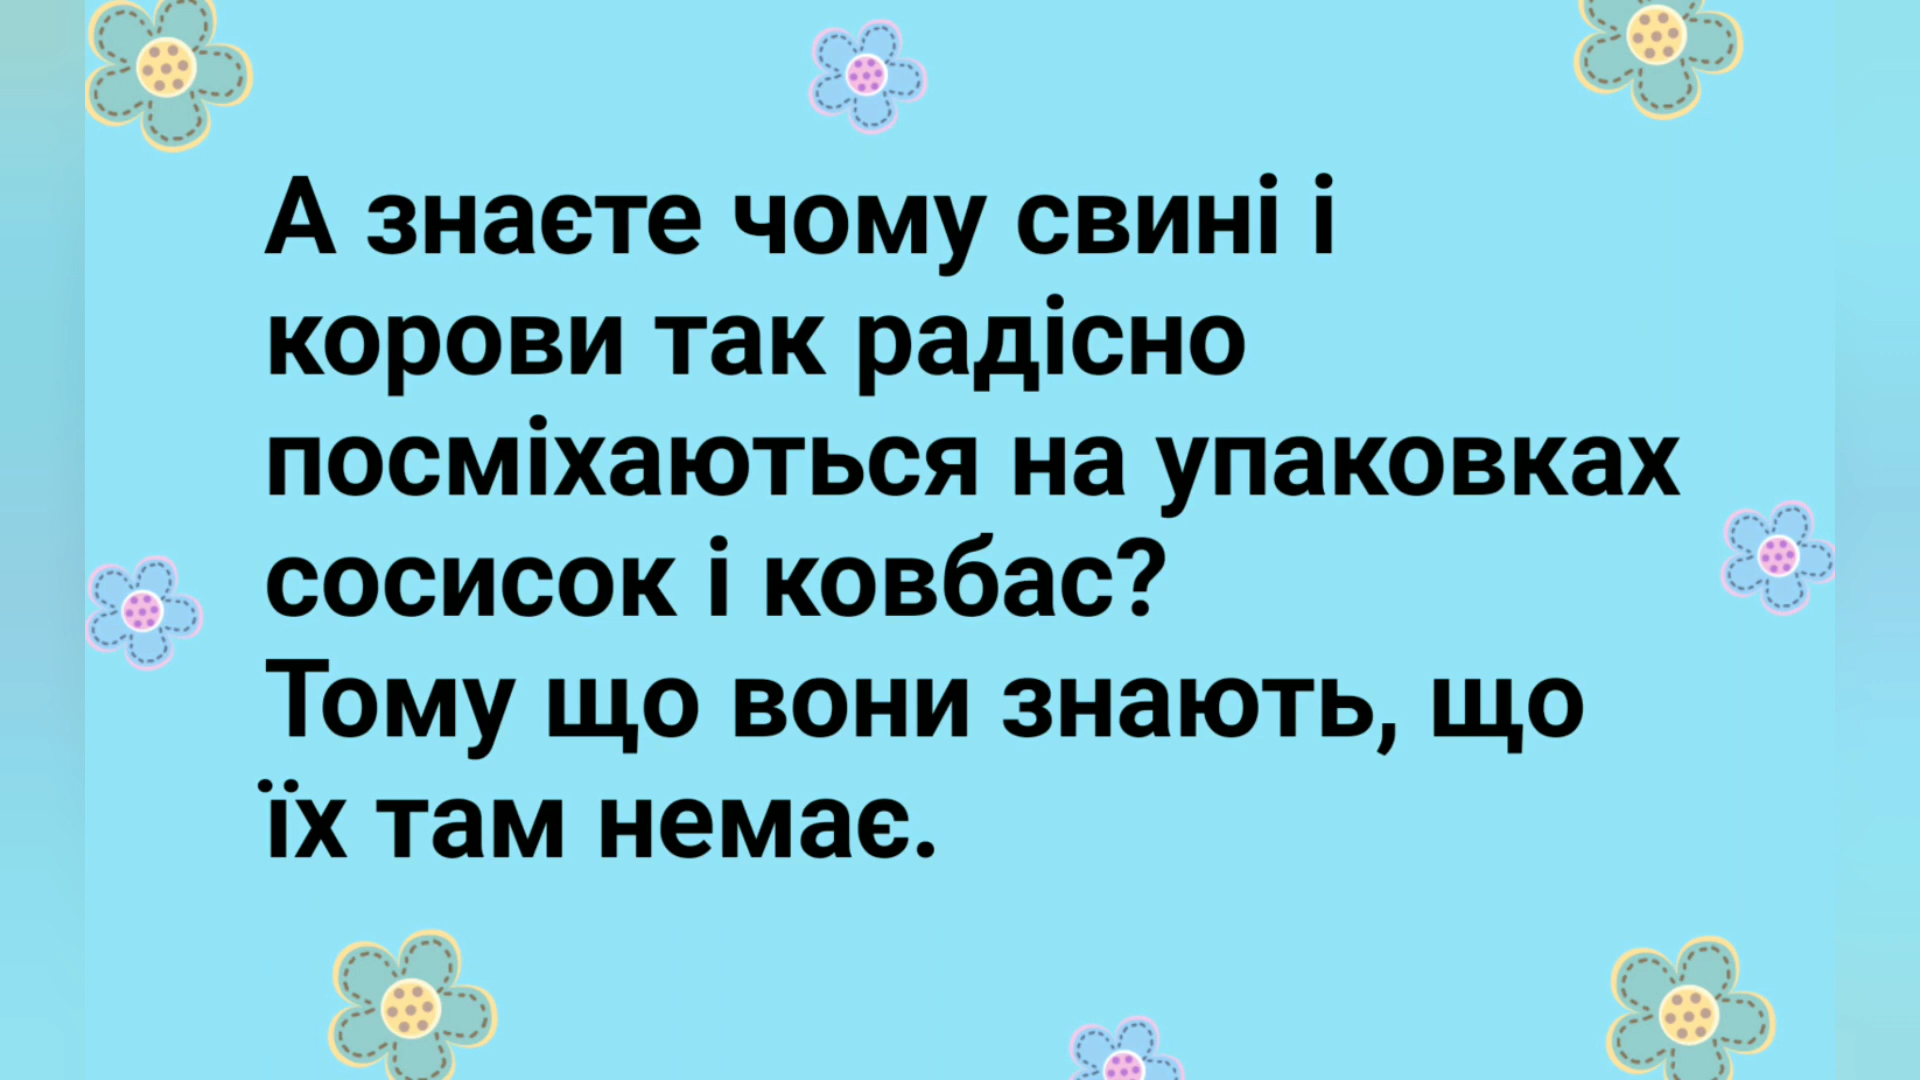 А знаєте чому свині і
корови так радісно
посміхаються на упаковках
сосисок і ковбас?
Тому що вони знають, що
їх там немає.